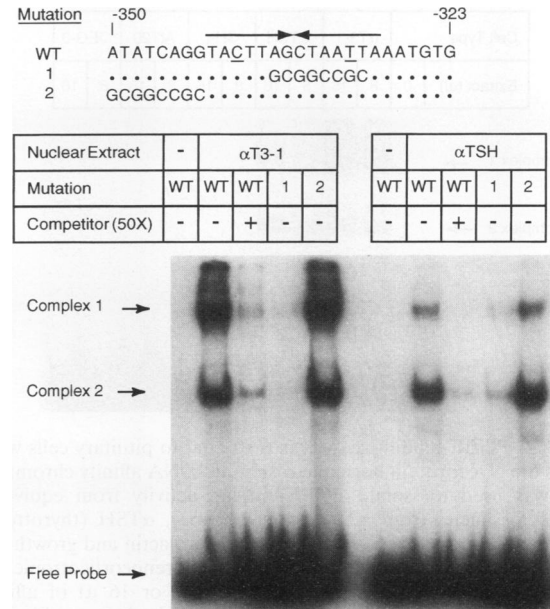 Mutation -350 -323
WT ATATCAGGTACTTAGCTAATTAAATGTG
1 .............GCGGCCGC.......
2 GCGGCCGC....................
Nuclear Extract - αT3-1 - αTSH
Mutation WT WT WT 1 2 WT WT WT 1 2
Competitor (50X) - - + - - - - + - -
Complex 1
Complex 2
Free Probe